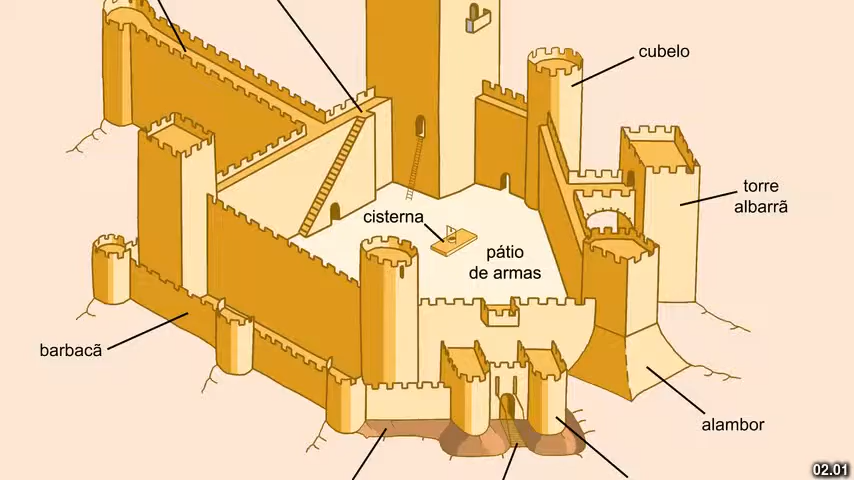 cubelo
torre
albarrã
cisterna
pátio
de armas
barbacã
alambor
02.01